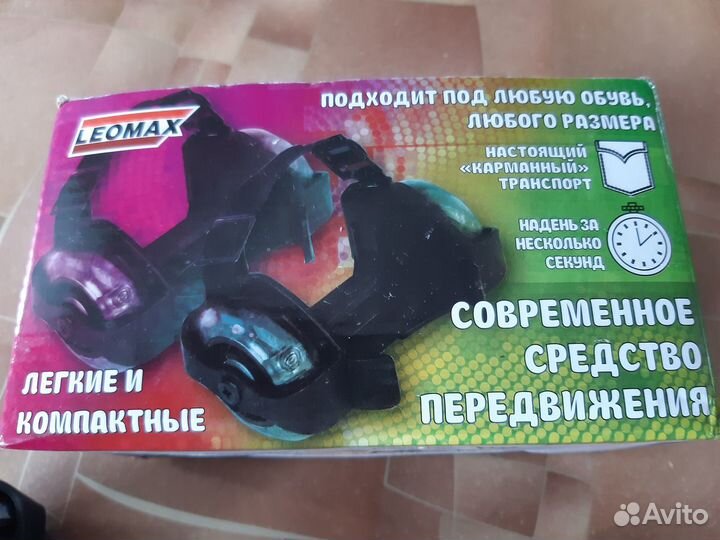 LEOMAX
ПОДХОДИТ ПОД ЛЮБУЮ ОБУВЬ,
ЛЮБОГО РАЗМЕРА
НАСТОЯЩИЙ
«КАРМАННЫЙ»
ТРАНСПОРТ
НАДЕНЬ ЗА
НЕСКОЛЬКО
СЕКУНД
СОВРЕМЕННОЕ
СРЕДСТВО
ПЕРЕДВИЖЕНИЯ
ЛЕГКИЕ И
КОМПАКТНЫЕ
Avito